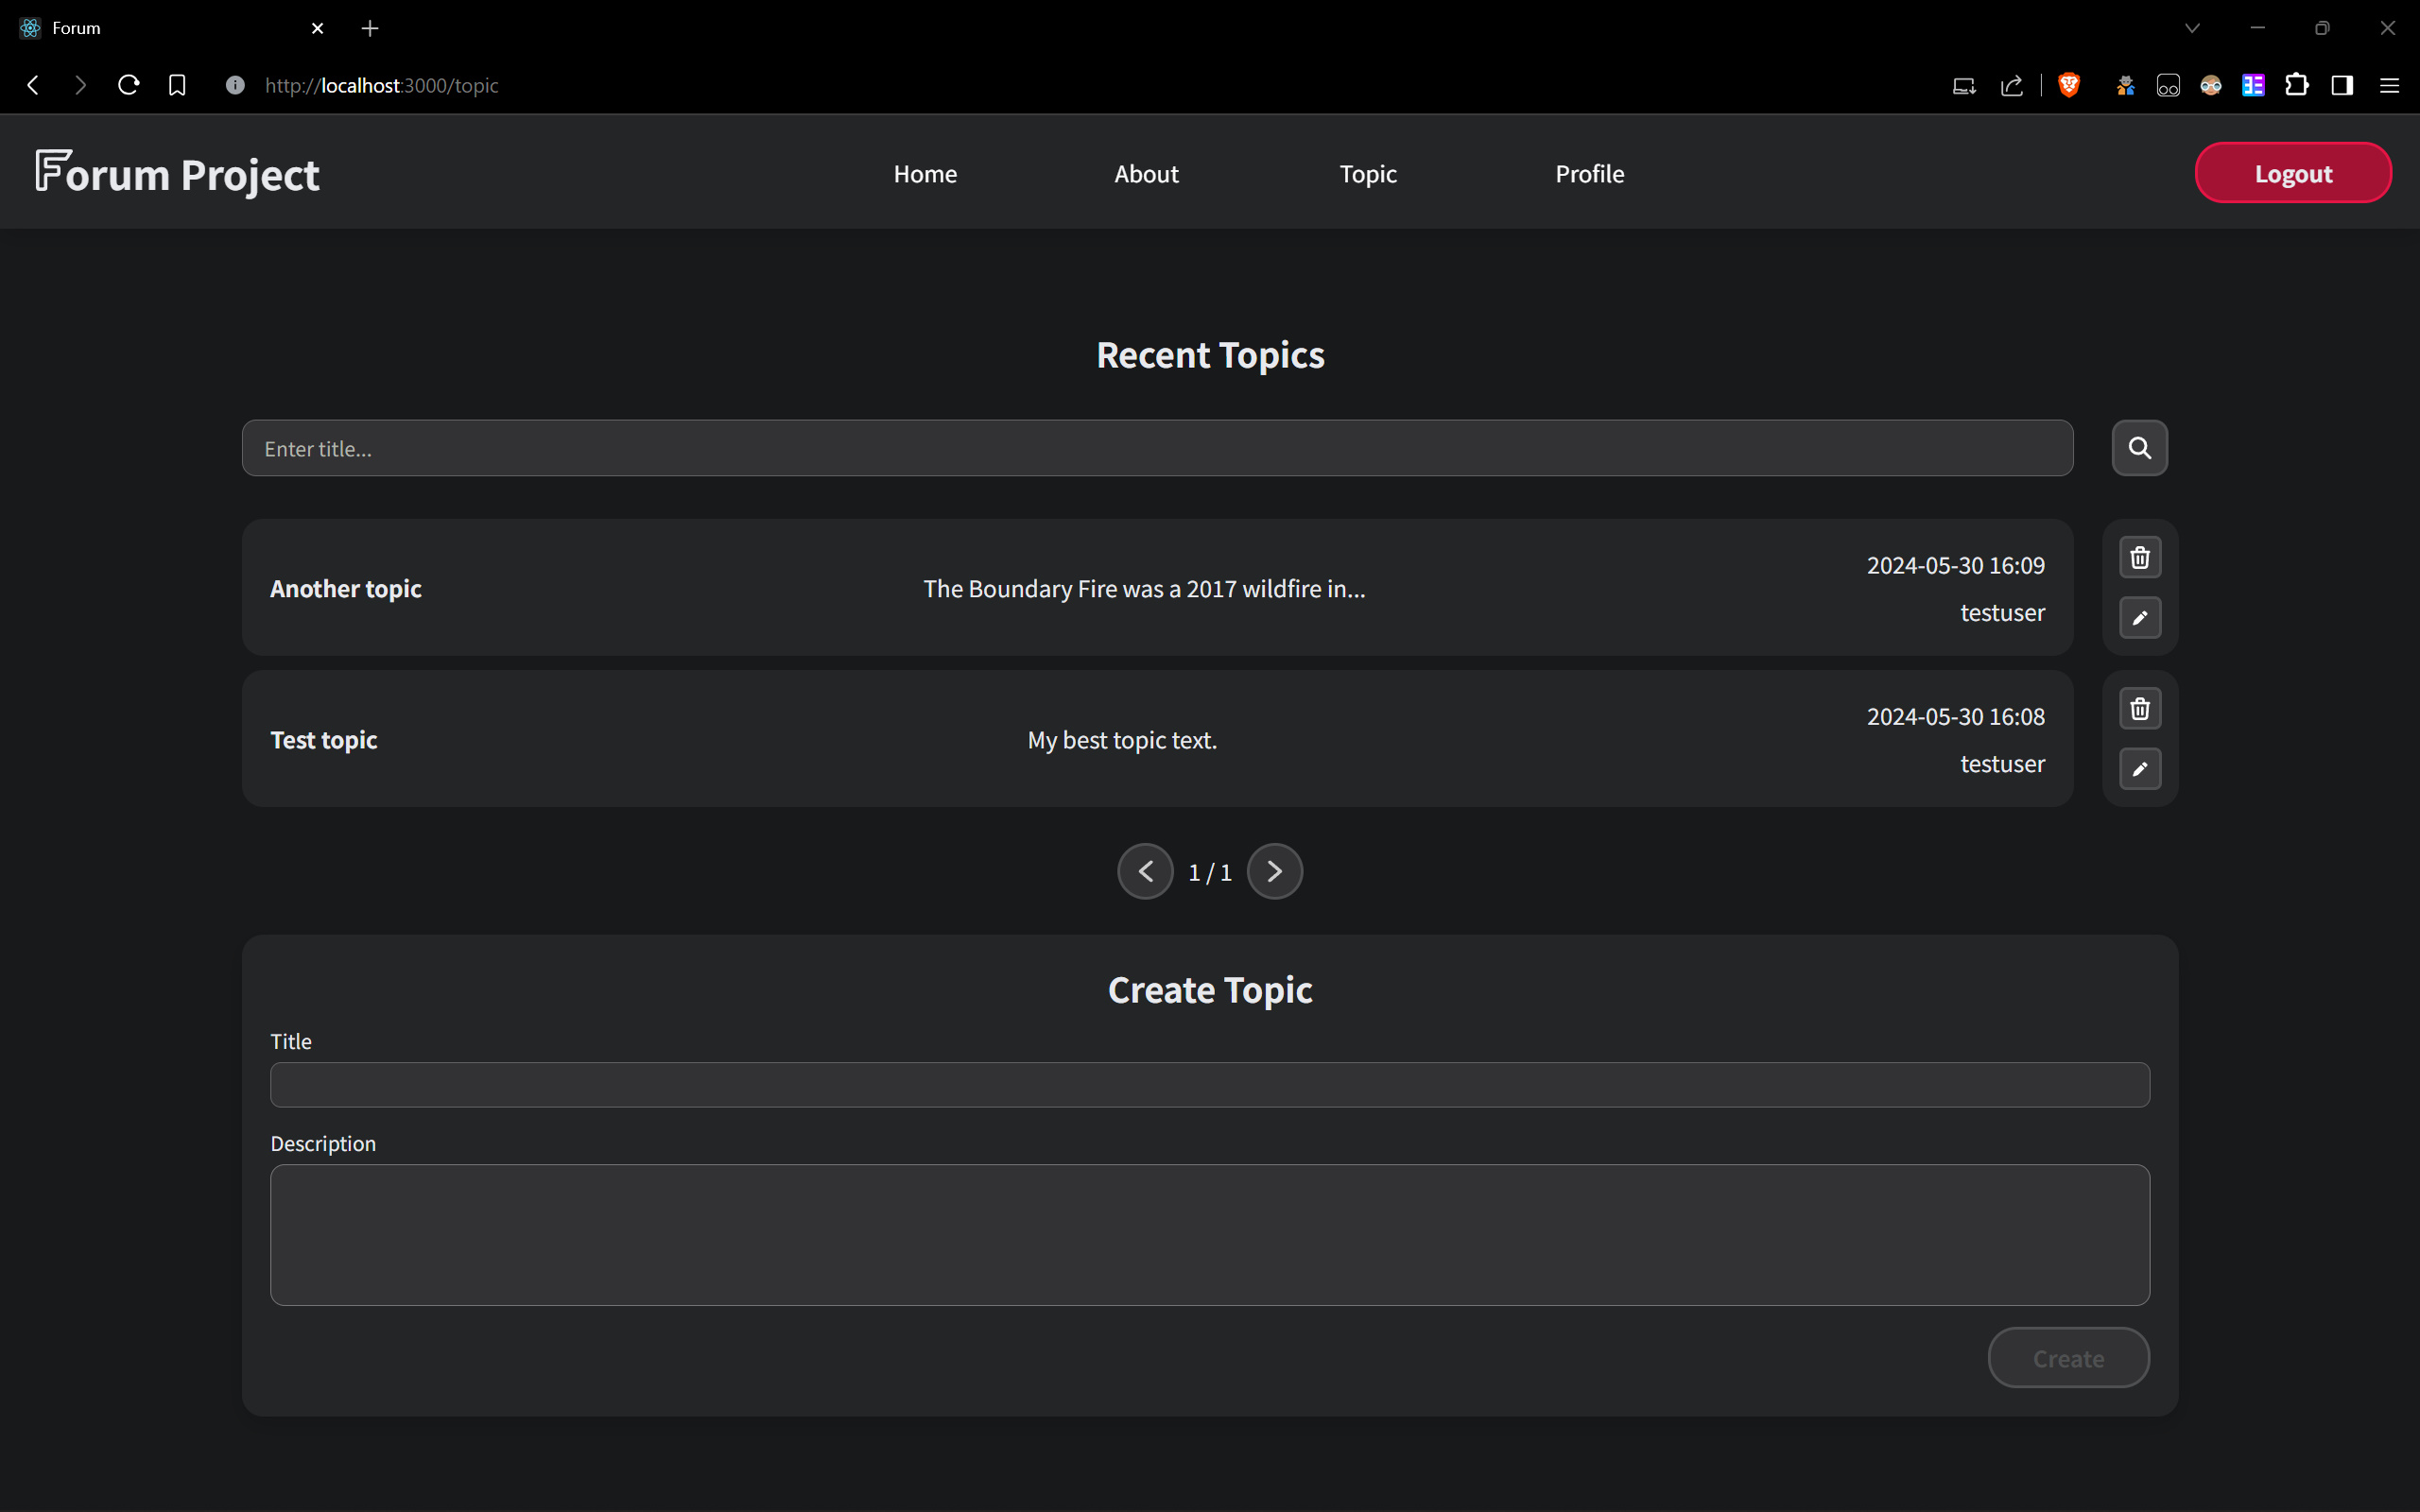 Forum
http://localhost:3000/topic
Forum Project
Home
About
Topic
Profile
Logout
Recent Topics
Enter title...
Another topic
The Boundary Fire was a 2017 wildfire in...
2024-05-30 16:09
testuser
Test topic
My best topic text.
2024-05-30 16:08
testuser
1 / 1
Create Topic
Title
Description
Create